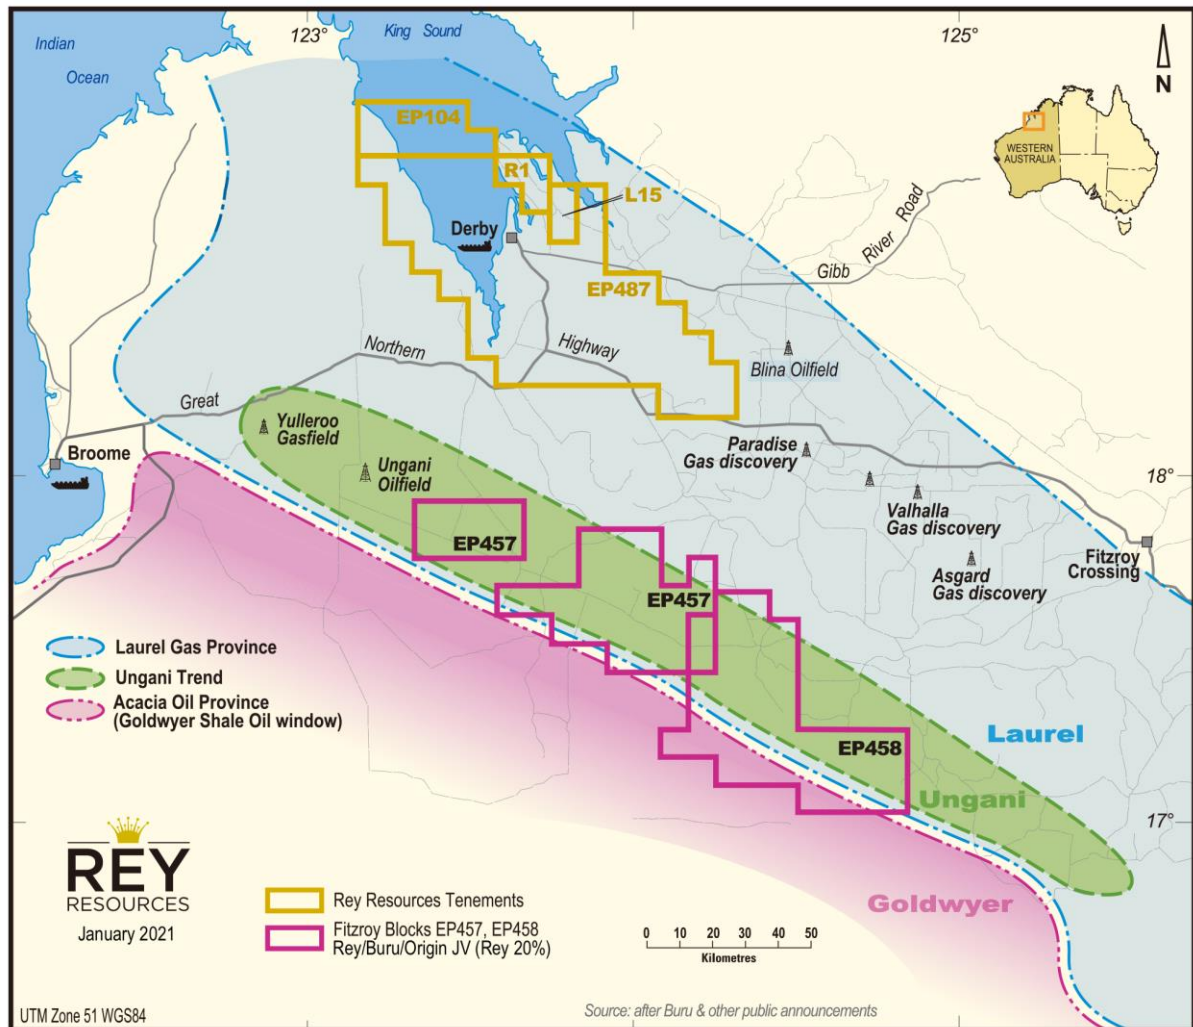 Indian
Ocean
123°
King Sound
125°
N
WESTERN
AUSTRALIA
EP104
R1
L15
Derby
Gibb River Road
EP487
Northern
Highway
Blina Oilfield
Great
Yulleroo
Gasfield
Broome
Ungani
Oilfield
Paradise
Gas discovery
18°
Valhalla
Gas discovery
EP457
Fitzroy
Crossing
Asgard
Gas discovery
EP457
Laurel Gas Province
Ungani Trend
Acacia Oil Province
(Goldwyer Shale Oil window)
Laurel
EP458
Ungani
17°
REY
RESOURCES
January 2021
Goldwyer
Rey Resources Tenements
Fitzroy Blocks EP457, EP458
Rey/Buru/Origin JV (Rey 20%)
0 10 20 30 40 50
Kilometres
UTM Zone 51 WGS84
Source: after Buru & other public announcements